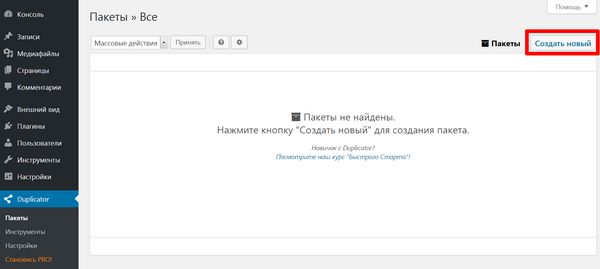 Помощь
Консоль
Записи
Медиафайлы
Страницы
Комментарии
Внешний вид
Плагины
Пользователи
Инструменты
Настройки
Duplicator
Пакеты
Инструменты
Настройки
Становись PRO!
Пакеты » Все
Массовые действия
Принять
Пакеты
Создать новый
Пакеты не найдены.
Нажмите кнопку "Создать новый" для создания пакета.
Новичок с Duplicator?
Посмотрите наш курс "Быстрого Старта"!